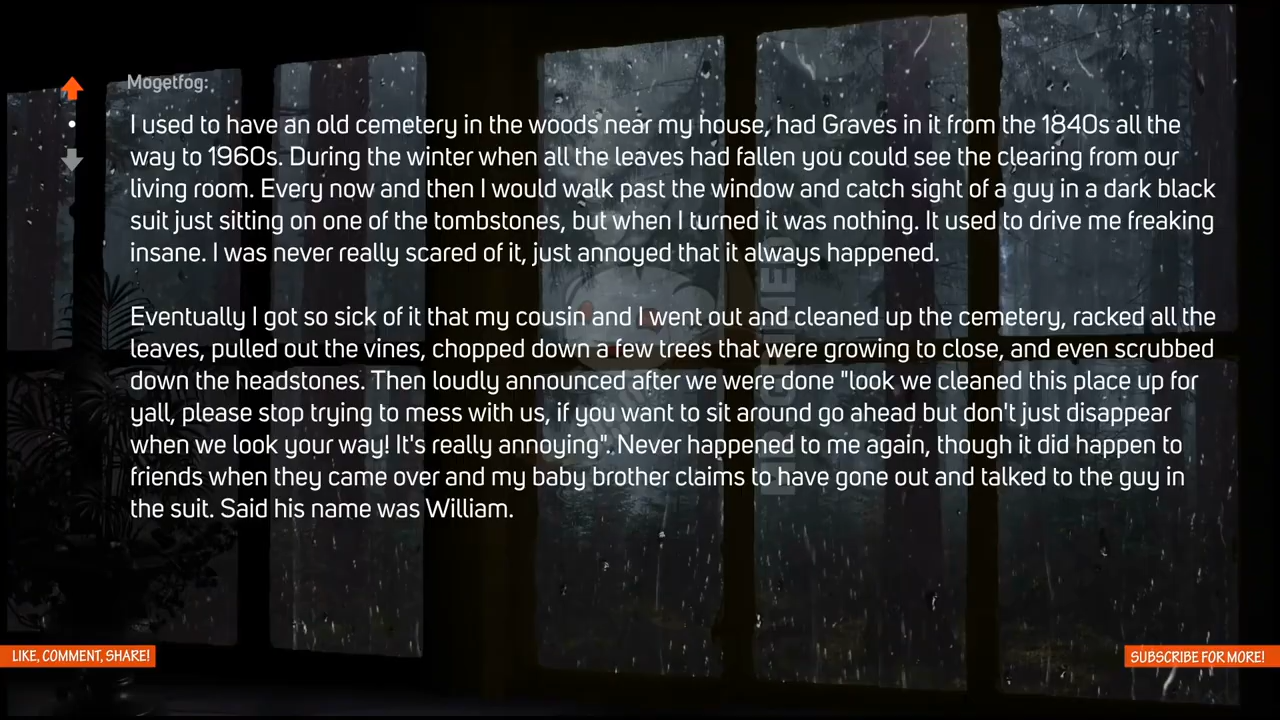 Mogetfog:
I used to have an old cemetery in the woods near my house, had Graves in it from the 1840s all the
way to 1960s. During the winter when all the leaves had fallen you could see the clearing from our
living room. Every now and then I would walk past the window and catch sight of a guy in a dark black
suit just sitting on one of the tombstones, but when I turned it was nothing. It used to drive me freaking
insane. I was never really scared of it, just annoyed that it always happened.
Eventually I got so sick of it that my cousin and I went out and cleaned up the cemetery, racked all the
leaves, pulled out the vines, chopped down a few trees that were growing to close, and even scrubbed
down the headstones. Then loudly announced after we were done "look we cleaned this place up for
yall, please stop trying to mess with us, if you want to sit around go ahead but don't just disappear
when we look your way! It's really annoying". Never happened to me again, though it did happen to
friends when they came over and my baby brother claims to have gone out and talked to the guy in
the suit. Said his name was William.
LIKE, COMMENT, SHARE!
SUBSCRIBE FOR MORE!